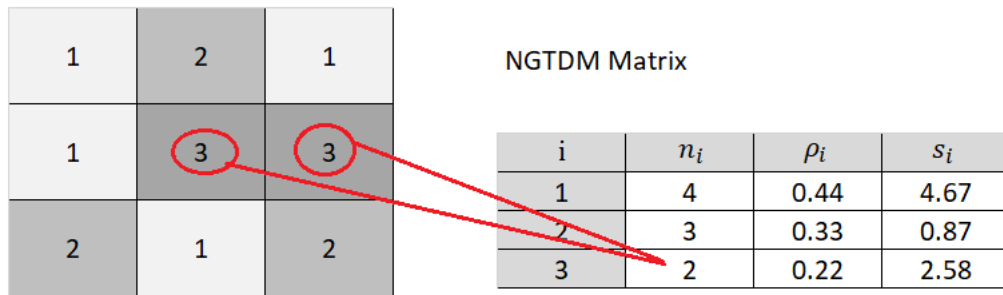 1 2 1
1 3 3
2 1 2
NGTDM Matrix
i n_i ρ_i s_i
1 4 0.44 4.67
2 3 0.33 0.87
3 2 0.22 2.58